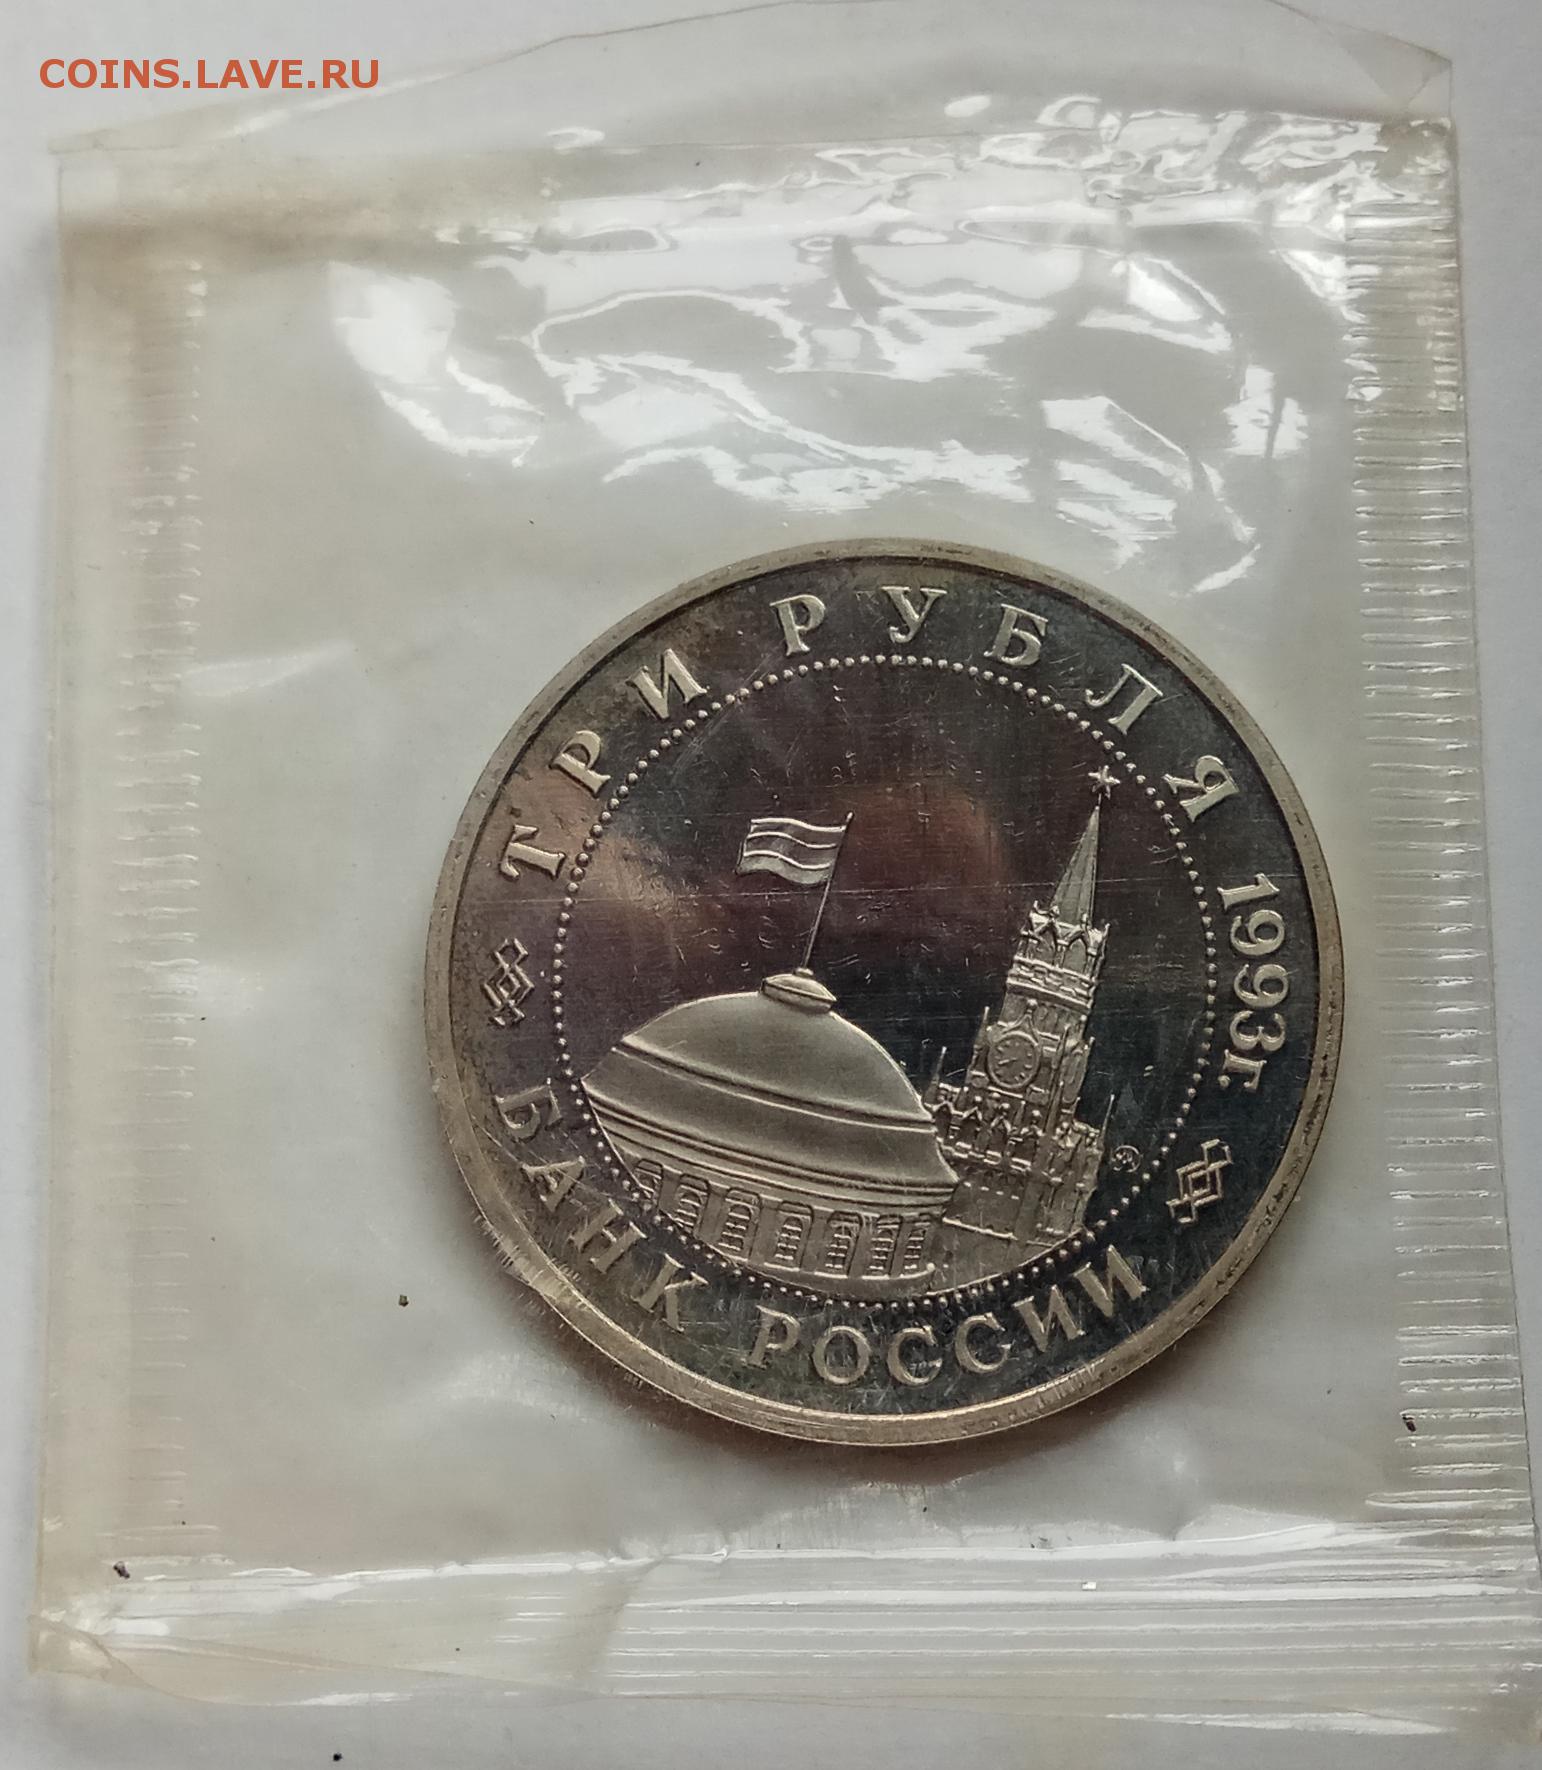 COINS.LAVE.RU
ТРИ РУБЛЯ 1993г.
БАНК РОССИИ